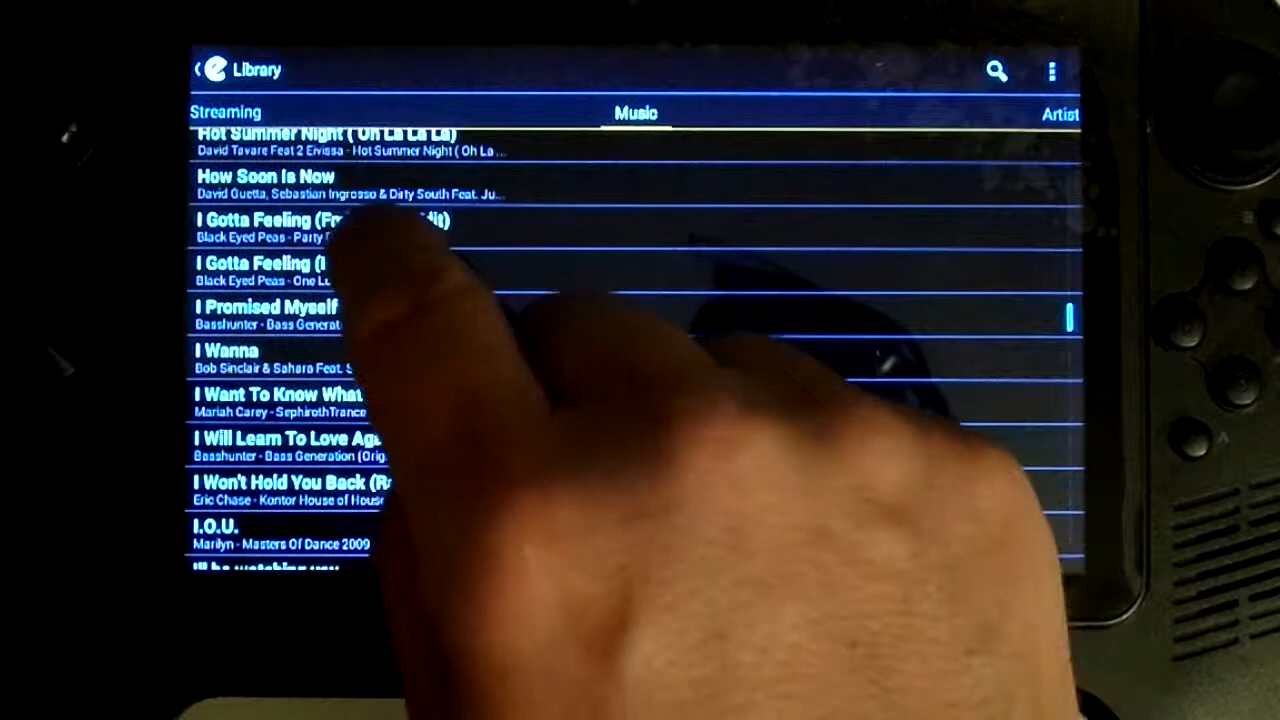 Library
Streaming Music Artist
Hot Summer Night ( Oh La La La)
David Tavare Feat 2 Eivissa - Hot Summer Night ( Oh La ...
How Soon Is Now
David Guetta, Sebastian Ingrosso & Dirty South Feat. Ju...
I Gotta Feeling
Black Eyed Peas - Party
I Gotta Feeling
Black Eyed Peas - One
I Promised Myself
Basshunter - Bass
I Wanna
Bob Sinclair & Sahara Feat.
I Want To Know What
Mariah Carey - SephirothTrance
I Will Learn To Love
Basshunter - Bass Generation
I Won't Hold You Back
Eric Chase - Kontor House of House
I.O.U.
Marilyn - Masters Of Dance 2009
I'll be watching you
A